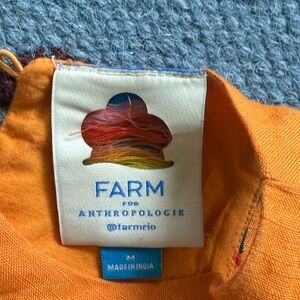 FARM
FOR
ANTHROPOLOGIE
@farmrio
M
MADE IN INDIA